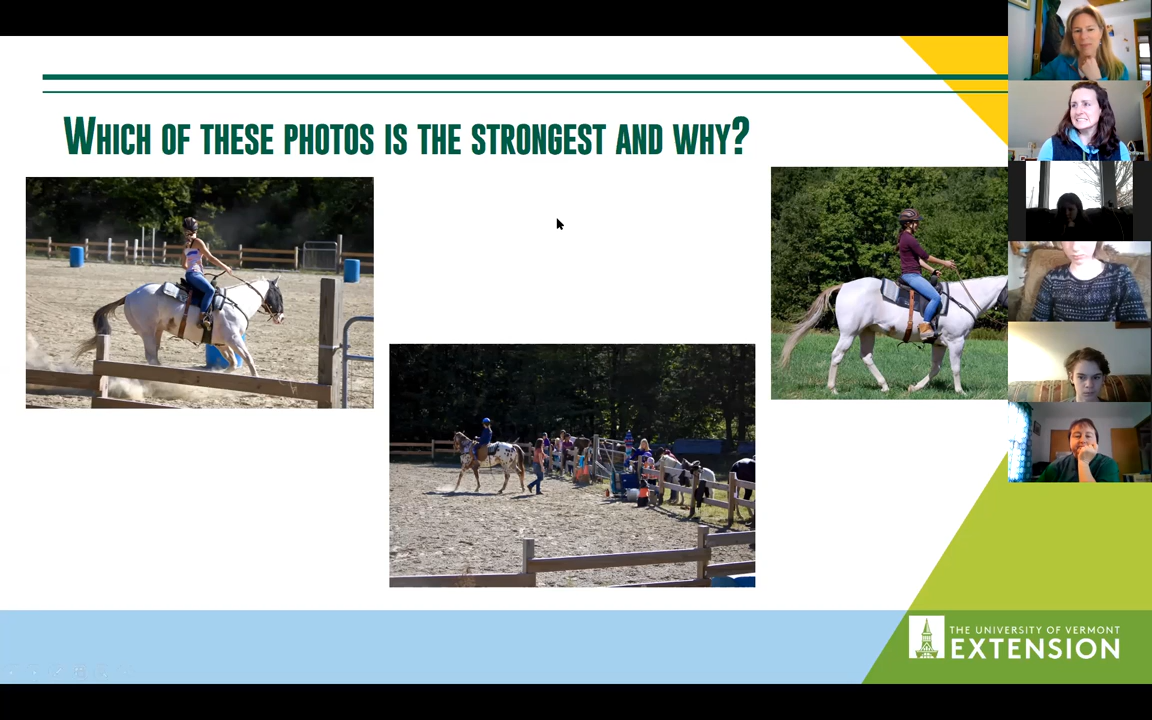 WHICH OF THESE PHOTOS IS THE STRONGEST AND WHY?
THE UNIVERSITY OF VERMONT
EXTENSION